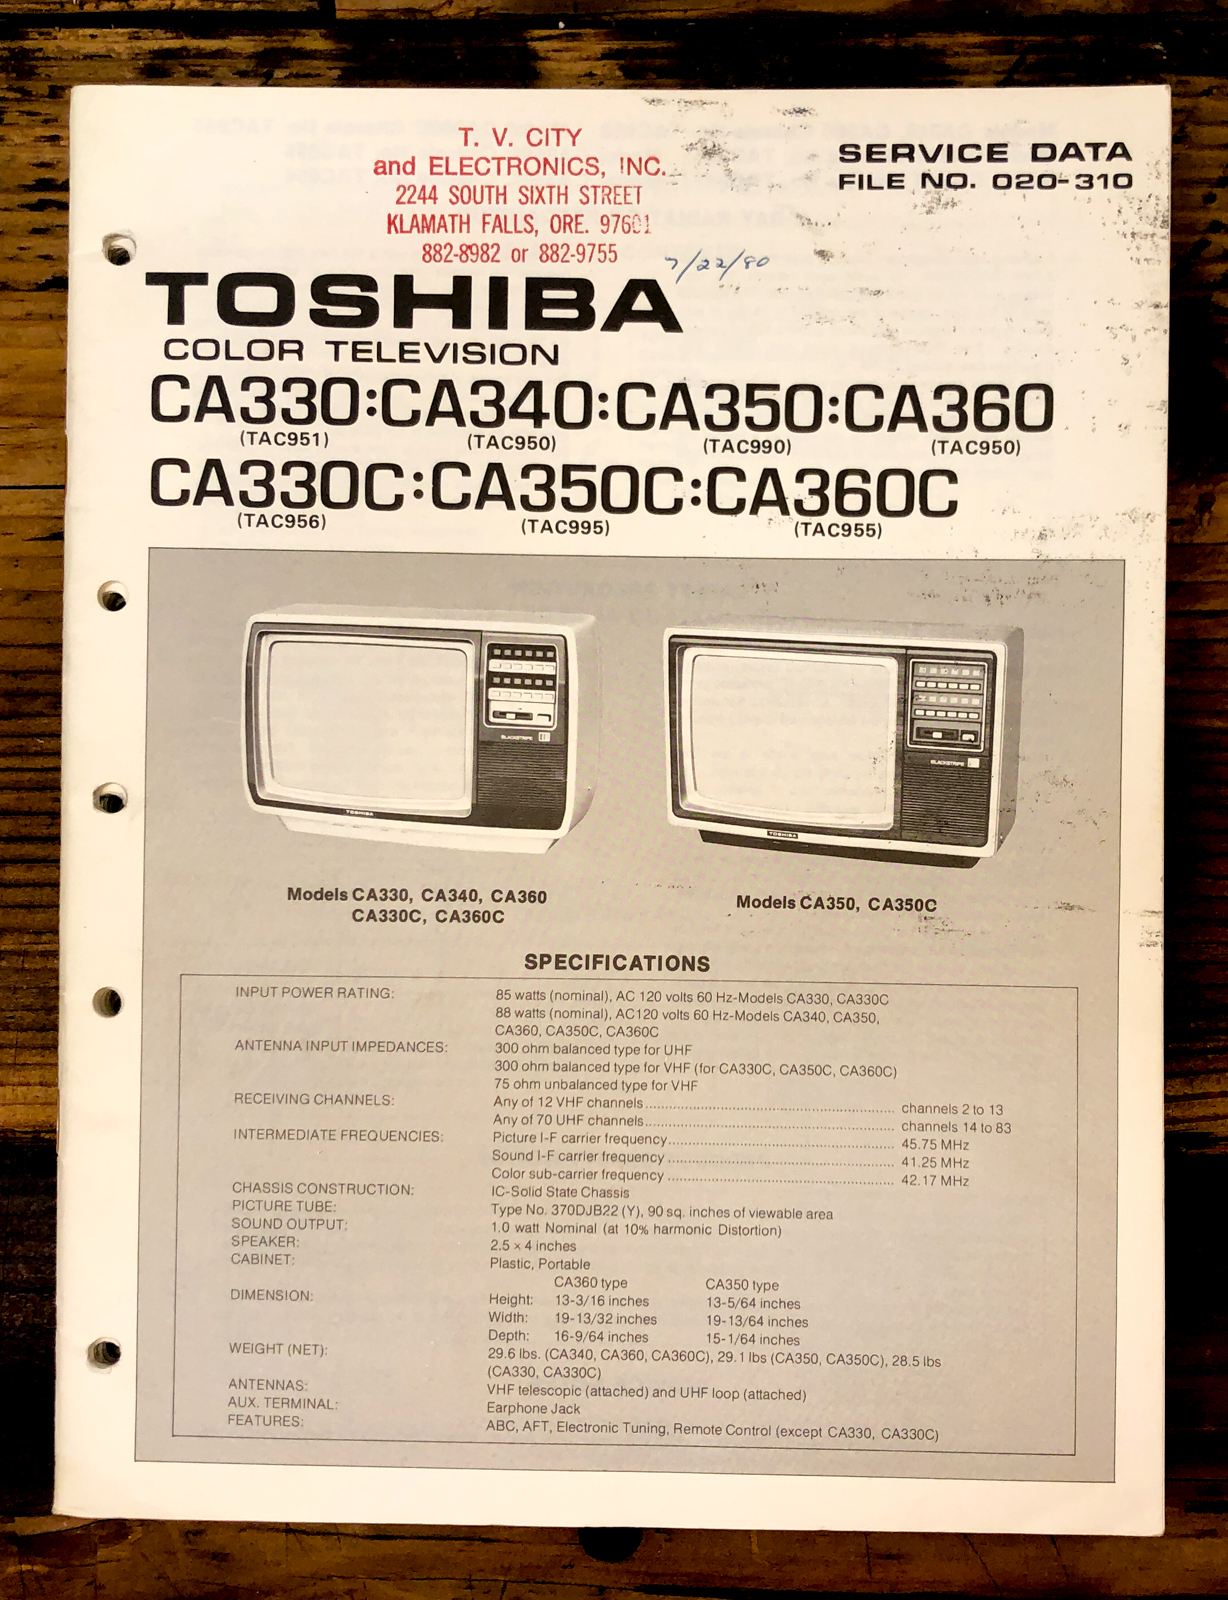 T. V. CITY
and ELECTRONICS, INC.
2244 SOUTH SIXTH STREET
KLAMATH FALLS, ORE. 97601
882-8982 or 882-9755
7/22/80
SERVICE DATA
FILE NO. 020-310
TOSHIBA
COLOR TELEVISION
CA330:CA340:CA350:CA360
(TAC951) (TAC950) (TAC990) (TAC950)
CA330C:CA350C:CA360C
(TAC956) (TAC995) (TAC955)
BLACKSTRIPE
TOSHIBA
BLACKSTRIPE
TOSHIBA
Models CA330, CA340, CA360
CA330C, CA360C
Models CA350, CA350C
SPECIFICATIONS
INPUT POWER RATING: 85 watts (nominal), AC 120 volts 60 Hz-Models CA330, CA330C
88 watts (nominal), AC120 volts 60 Hz-Models CA340, CA350,
CA360, CA350C, CA360C
ANTENNA INPUT IMPEDANCES: 300 ohm balanced type for UHF
300 ohm balanced type for VHF (for CA330C, CA350C, CA360C)
75 ohm unbalanced type for VHF
RECEIVING CHANNELS: Any of 12 VHF channels ........ channels 2 to 13
Any of 70 UHF channels ........ channels 14 to 83
INTERMEDIATE FREQUENCIES: Picture I-F carrier frequency ........ 45.75 MHz
Sound I-F carrier frequency ........ 41.25 MHz
Color sub-carrier frequency ........ 42.17 MHz
CHASSIS CONSTRUCTION: IC-Solid State Chassis
PICTURE TUBE: Type No. 370DJB22 (Y), 90 sq. inches of viewable area
SOUND OUTPUT: 1.0 watt Nominal (at 10% harmonic Distortion)
SPEAKER: 2.5 × 4 inches
CABINET: Plastic, Portable
CA360 type CA350 type
DIMENSION: Height: 13-3/16 inches 13-5/64 inches
Width: 19-13/32 inches 19-13/64 inches
Depth: 16-9/64 inches 15-1/64 inches
WEIGHT (NET): 29.6 lbs. (CA340, CA360, CA360C), 29.1 lbs (CA350, CA350C), 28.5 lbs
(CA330, CA330C)
ANTENNAS: VHF telescopic (attached) and UHF loop (attached)
AUX. TERMINAL: Earphone Jack
FEATURES: ABC, AFT, Electronic Tuning, Remote Control (except CA330, CA330C)